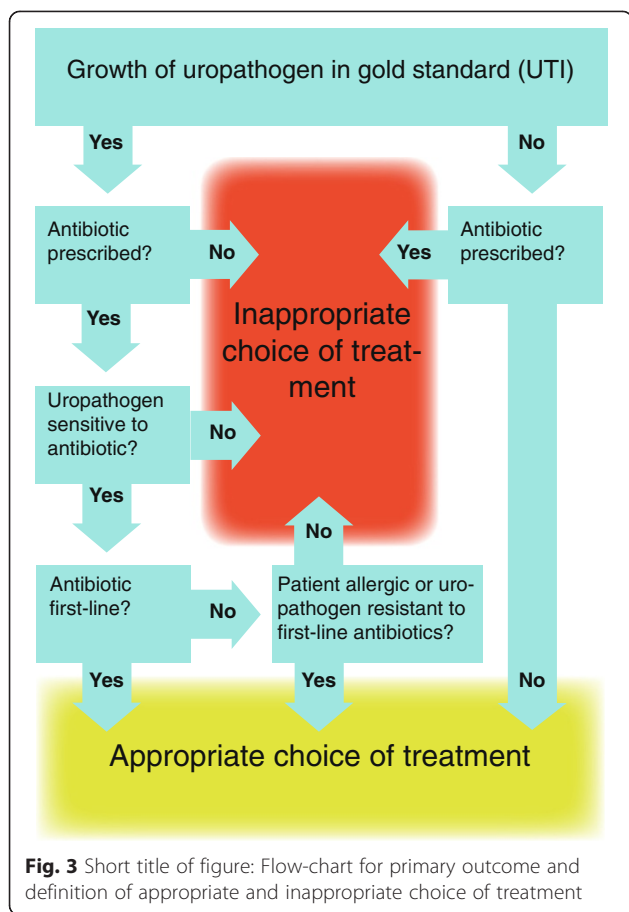 Growth of uropathogen in gold standard (UTI)
Yes
No
Antibiotic
prescribed?
No
Yes
Antibiotic
prescribed?
Yes
Inappropriate
choice of treat-
ment
Uropathogen
sensitive to
antibiotic?
No
Yes
No
Antibiotic
first-line?
No
Patient allergic or uro-
pathogen resistant to
first-line antibiotics?
Yes
Yes
No
Appropriate choice of treatment
Fig. 3 Short title of figure: Flow-chart for primary outcome and
definition of appropriate and inappropriate choice of treatment